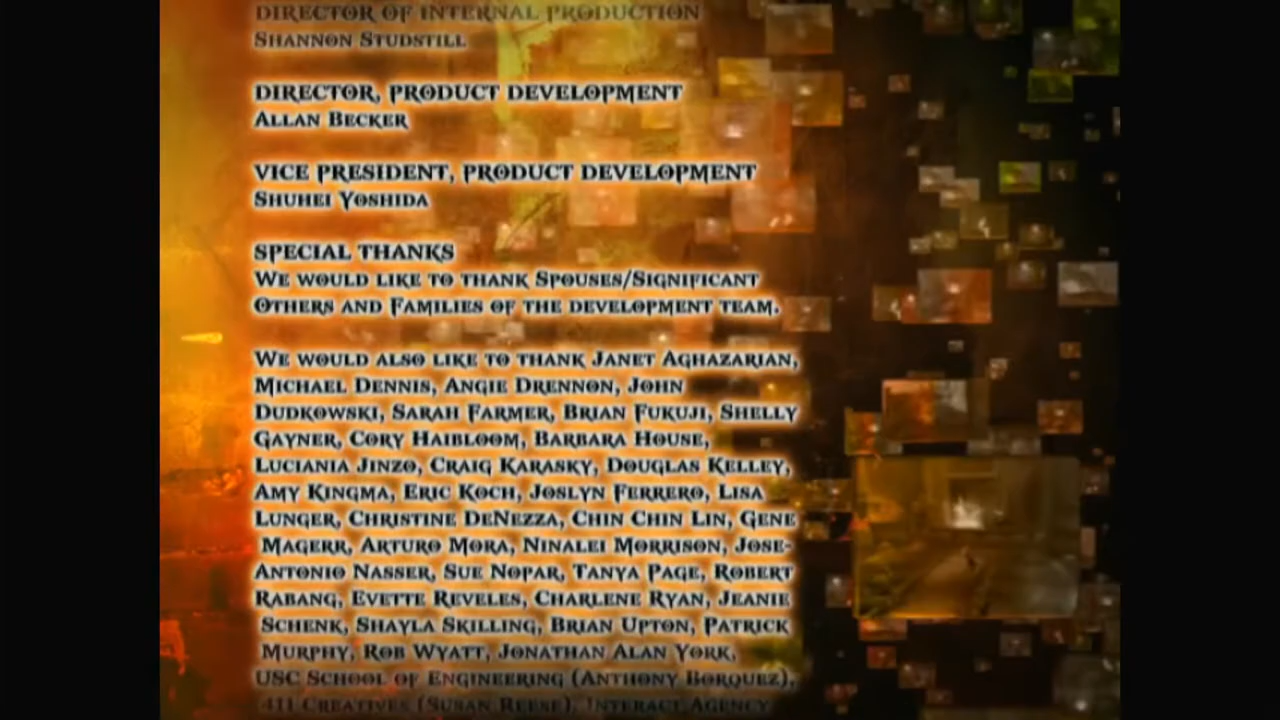 DIRECTOR OF INTERNAL PRODUCTION
SHANNON STUDSTILL
DIRECTOR, PRODUCT DEVELOPMENT
ALLAN BECKER
VICE PRESIDENT, PRODUCT DEVELOPMENT
SHUHEI YOSHIDA
SPECIAL THANKS
WE WOULD LIKE TO THANK SPOUSES/SIGNIFICANT
OTHERS AND FAMILIES OF THE DEVELOPMENT TEAM.
WE WOULD ALSO LIKE TO THANK JANET AGHAZARIAN,
MICHAEL DENNIS, ANGIE DRENNON, JOHN
DUDKOWSKI, SARAH FARMER, BRIAN FUKUJI, SHELLY
GAYNER, CORY HAIBLOOM, BARBARA HOUSE,
LUCIANIA JINZO, CRAIG KARASKY, DOUGLAS KELLEY,
AMY KINGMA, ERIC KOCH, JOSLYN FERRERO, LISA
LUNGER, CHRISTINE DENEZZA, CHIN CHIN LIN, GENE
MAGERR, ARTURO MORA, NINALEI MORRISON, JOSE-
ANTONIO NASSER, SUE NOPAR, TANYA PAGE, ROBERT
RABANG, EVETTE REVELES, CHARLENE RYAN, JEANIE
SCHENK, SHAYLA SKILLING, BRIAN UPTON, PATRICK
MURPHY, ROB WYATT, JONATHAN ALAN YORK,
USC SCHOOL OF ENGINEERING (ANTHONY BORQUEZ),
411 CREATIVES (SUSAN REESE), INTERACT AGENCY